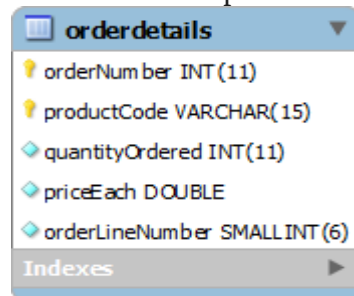 orderdetails
orderNumber INT(11)
productCode VARCHAR(15)
quantityOrdered INT(11)
priceEach DOUBLE
orderLineNumber SMALLINT(6)
Indexes